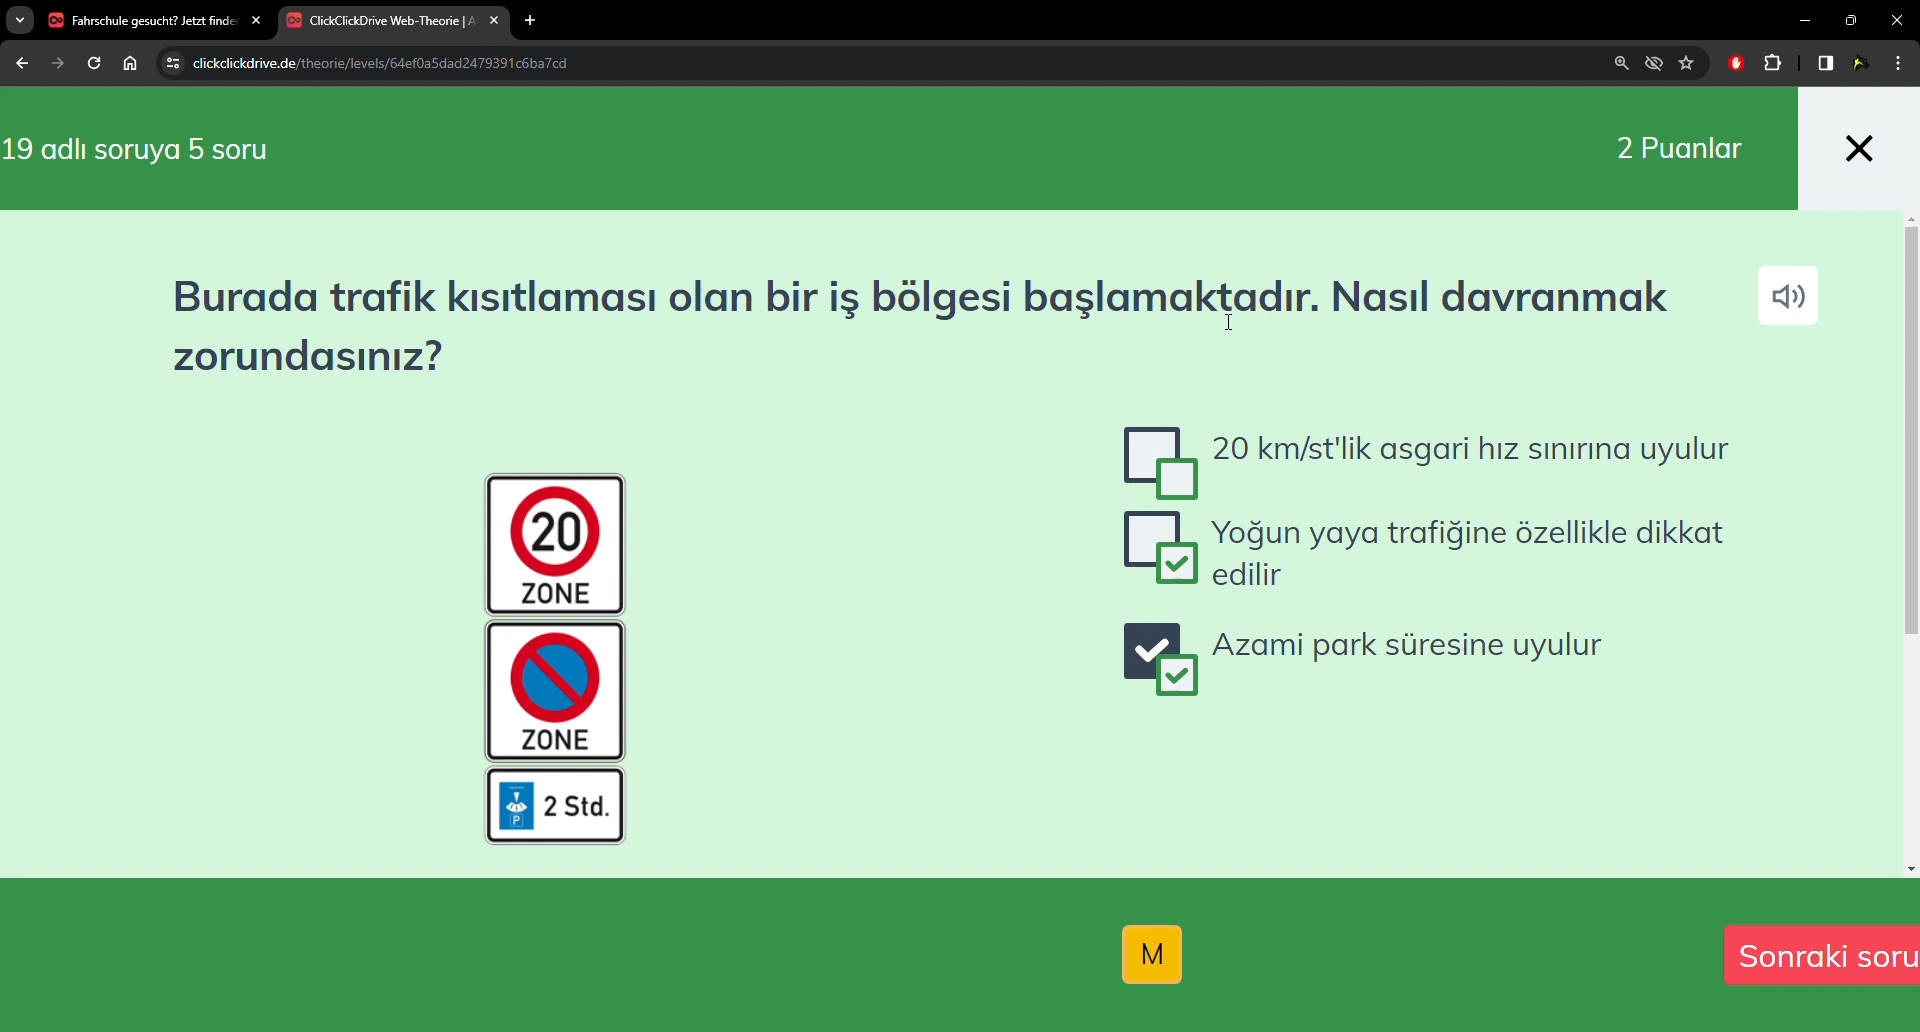 Fahrschule gesucht? Jetzt finde
ClickClickDrive Web-Theorie | A
clickclickdrive.de/theorie/levels/64ef0a5dad2479391c6ba7cd
19 adlı soruya 5 soru
2 Puanlar
Burada trafik kısıtlaması olan bir iş bölgesi başlamaktadır. Nasıl davranmak
zorundasınız?
20 km/st'lik asgari hız sınırına uyulur
Yoğun yaya trafiğine özellikle dikkat
edilir
Azami park süresine uyulur
20
ZONE
ZONE
P
2 Std.
M
Sonraki soru